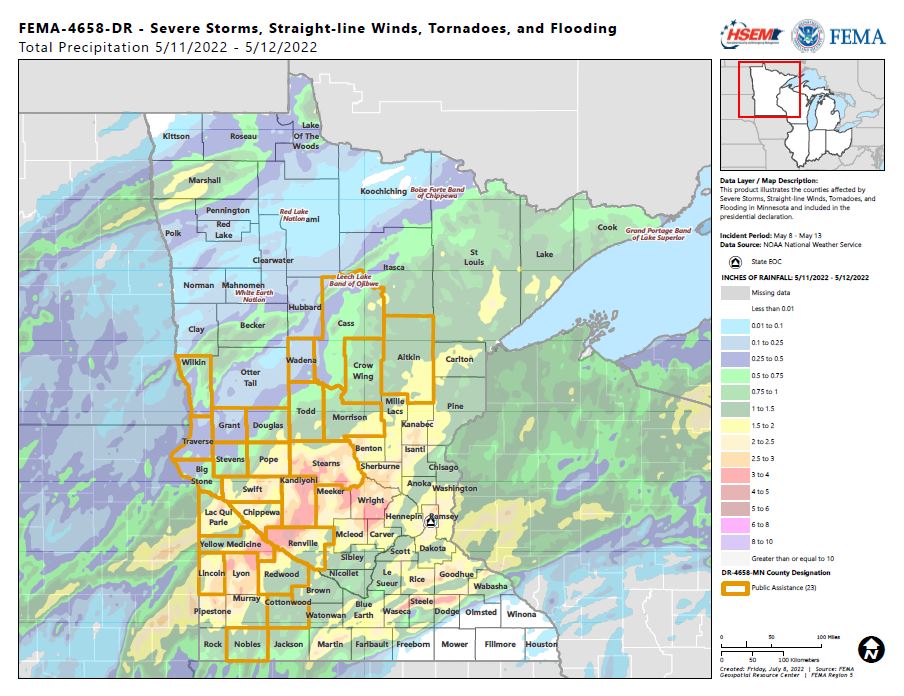 FEMA-4658-DR - Severe Storms, Straight-line Winds, Tornadoes, and Flooding
Total Precipitation 5/11/2022 - 5/12/2022
HSEM
FEMA
Kittson
Roseau
Lake
Of The
Woods
Marshall
Koochiching
Boise Forte Band
of Chippewa
Pennington
Red
Lake
Red Lake
Nation
ami
Polk
Cook
Grand Portage Band
of Lake Superior
St
Louis
Lake
Clearwater
Itasca
Norman
Mahnomen
White Earth
Nation
Leech Lake
Band of Ojibwe
Hubbard
Clay
Becker
Cass
Wilkin
Otter
Tail
Wadena
Crow
Wing
Aitkin
Carlton
Todd
Mille
Lacs
Pine
Grant
Douglas
Morrison
Kanabec
Traverse
Stevens
Pope
Benton
Isanti
Big
Stone
Stearns
Sherburne
Chisago
Swift
Kandiyohi
Meeker
Anoka
Washington
Wright
Lac Qui
Parle
Chippewa
Hennepin
Ramsey
Yellow Medicine
Renville
Mcleod
Carver
Scott
Dakota
Sibley
Lincoln
Lyon
Redwood
Nicollet
Le
Sueur
Rice
Goodhue
Wabasha
Brown
Pipestone
Murray
Cottonwood
Watonwan
Blue
Earth
Waseca
Steele
Dodge
Olmsted
Winona
Rock
Nobles
Jackson
Martin
Faribault
Freeborn
Mower
Fillmore
Houston
Data Layer / Map Description:
This product illustrates the counties affected by
Severe Storms, Straight-line Winds, Tornadoes, and
Flooding in Minnesota and included in the
presidential declaration.
Incident Period: May 8 - May 13
Data Source: NOAA National Weather Service
State EOC
INCHES OF RAINFALL: 5/11/2022 - 5/12/2022
Missing data
Less than 0.01
0.01 to 0.1
0.1 to 0.25
0.25 to 0.5
0.5 to 0.75
0.75 to 1
1 to 1.5
1.5 to 2
2 to 2.5
2.5 to 3
3 to 4
4 to 5
5 to 6
6 to 8
8 to 10
Greater than or equal to 10
DR-4658-MN County Designation
Public Assistance (23)
0 50 100 Miles
0 50 100 Kilometers
N
Created: Friday, July 8, 2022 | Source: FEMA
Geospatial Resource Center | FEMA Region 5